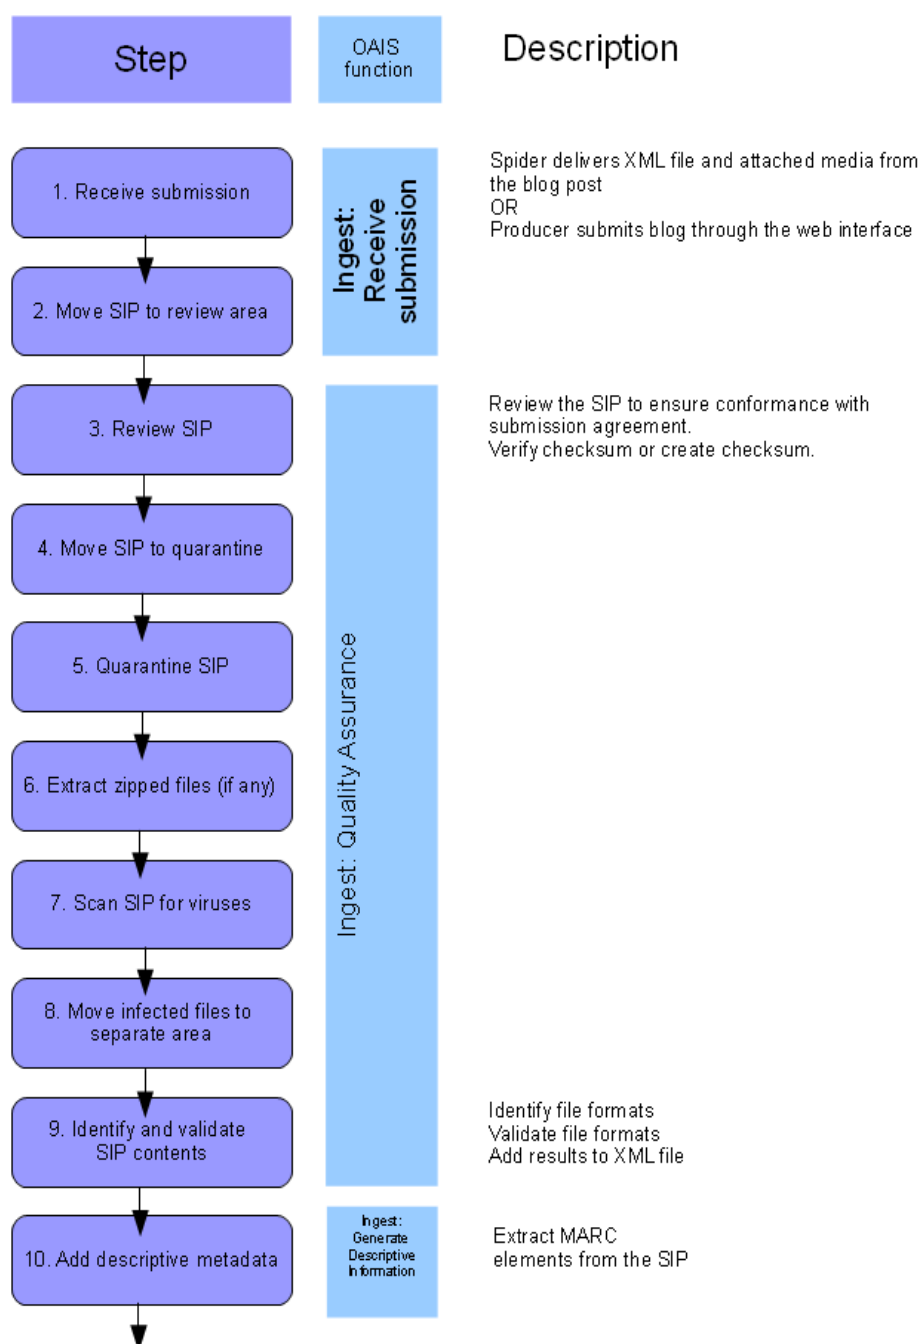 Step
OAIS
function
Description
1. Receive submission
Ingest:
Receive
submission
Spider delivers XML file and attached media from
the blog post
OR
Producer submits blog through the web interface
2. Move SIP to review area
3. Review SIP
Ingest: Quality Assurance
Review the SIP to ensure conformance with
submission agreement.
Verify checksum or create checksum.
4. Move SIP to quarantine
5. Quarantine SIP
6. Extract zipped files (if any)
7. Scan SIP for viruses
8. Move infected files to
separate area
9. Identify and validate
SIP contents
Identify file formats
Validate file formats
Add results to XML file
10. Add descriptive metadata
Ingest:
Generate
Descriptive
Information
Extract MARC
elements from the SIP